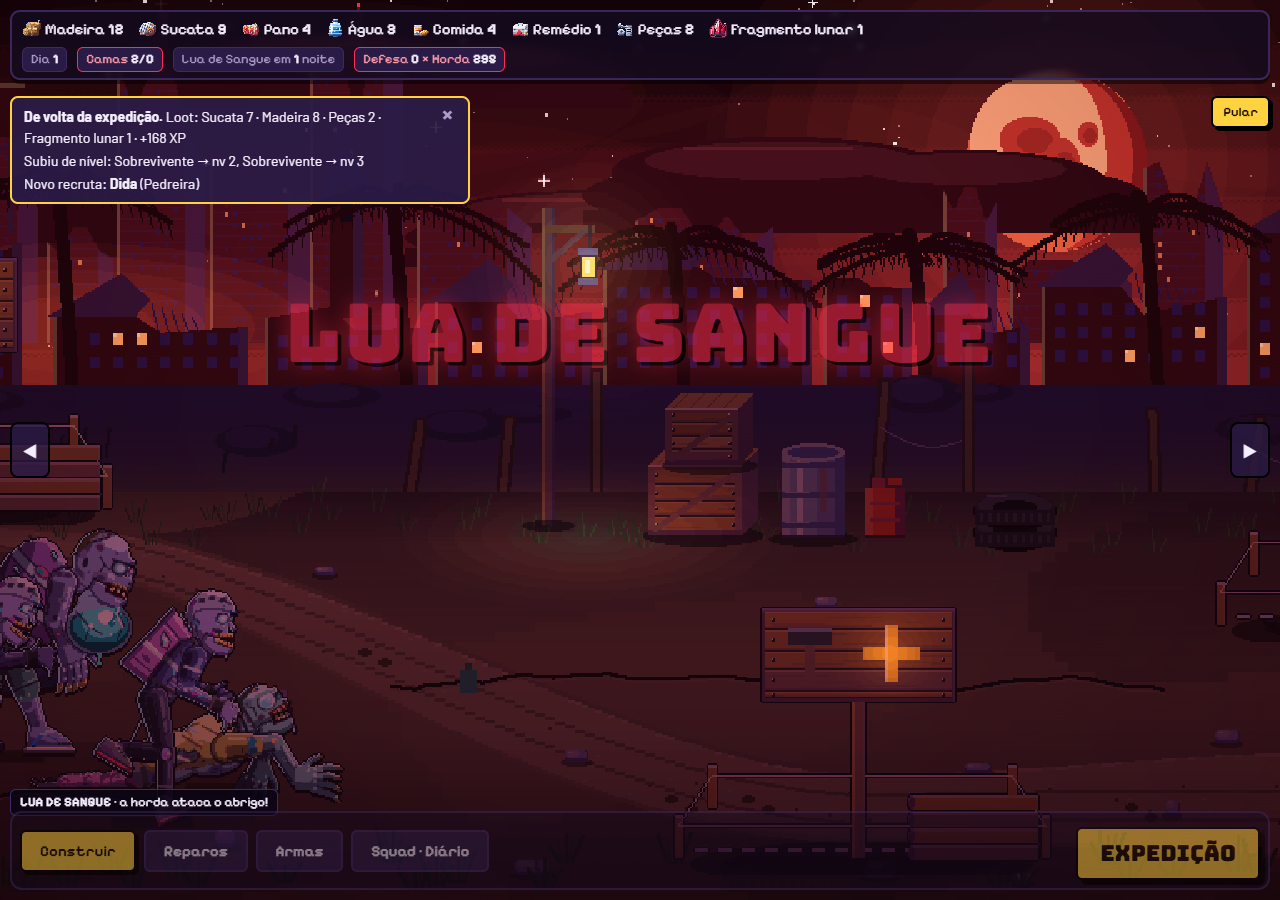 Madeira 18 Sucata 9 Pano 4 Água 8 Comida 4 Remédio 1 Peças 8 Fragmento lunar 1
Dia 1 Camas 8/0 Lua de Sangue em 1 noite Defesa 0 × Horda 898
De volta da expedição. Loot: Sucata 7 · Madeira 8 · Peças 2 ·
Fragmento lunar 1 · +168 XP
Subiu de nível: Sobrevivente → nv 2, Sobrevivente → nv 3
Novo recruta: Dida (Pedreira)
Pular
LUA DE SANGUE
LUA DE SANGUE · a horda ataca o abrigo!
Construir Reparos Armas Squad · Diário EXPEDIÇÃO